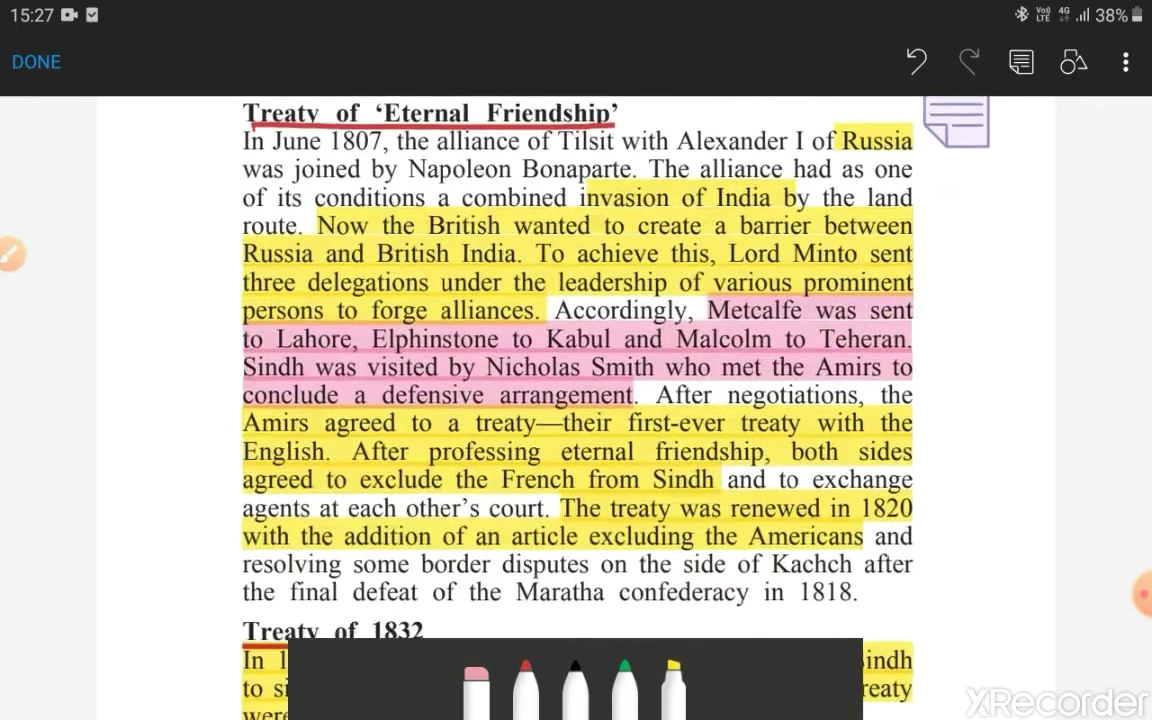 15:27
Vo) LTE 4G 38%
DONE
Treaty of ‘Eternal Friendship’
In June 1807, the alliance of Tilsit with Alexander I of Russia
was joined by Napoleon Bonaparte. The alliance had as one
of its conditions a combined invasion of India by the land
route. Now the British wanted to create a barrier between
Russia and British India. To achieve this, Lord Minto sent
three delegations under the leadership of various prominent
persons to forge alliances. Accordingly, Metcalfe was sent
to Lahore, Elphinstone to Kabul and Malcolm to Teheran.
Sindh was visited by Nicholas Smith who met the Amirs to
conclude a defensive arrangement. After negotiations, the
Amirs agreed to a treaty—their first-ever treaty with the
English. After professing eternal friendship, both sides
agreed to exclude the French from Sindh and to exchange
agents at each other’s court. The treaty was renewed in 1820
with the addition of an article excluding the Americans and
resolving some border disputes on the side of Kachch after
the final defeat of the Maratha confederacy in 1818.
Treaty of 1832
In
to
were
XRecorder